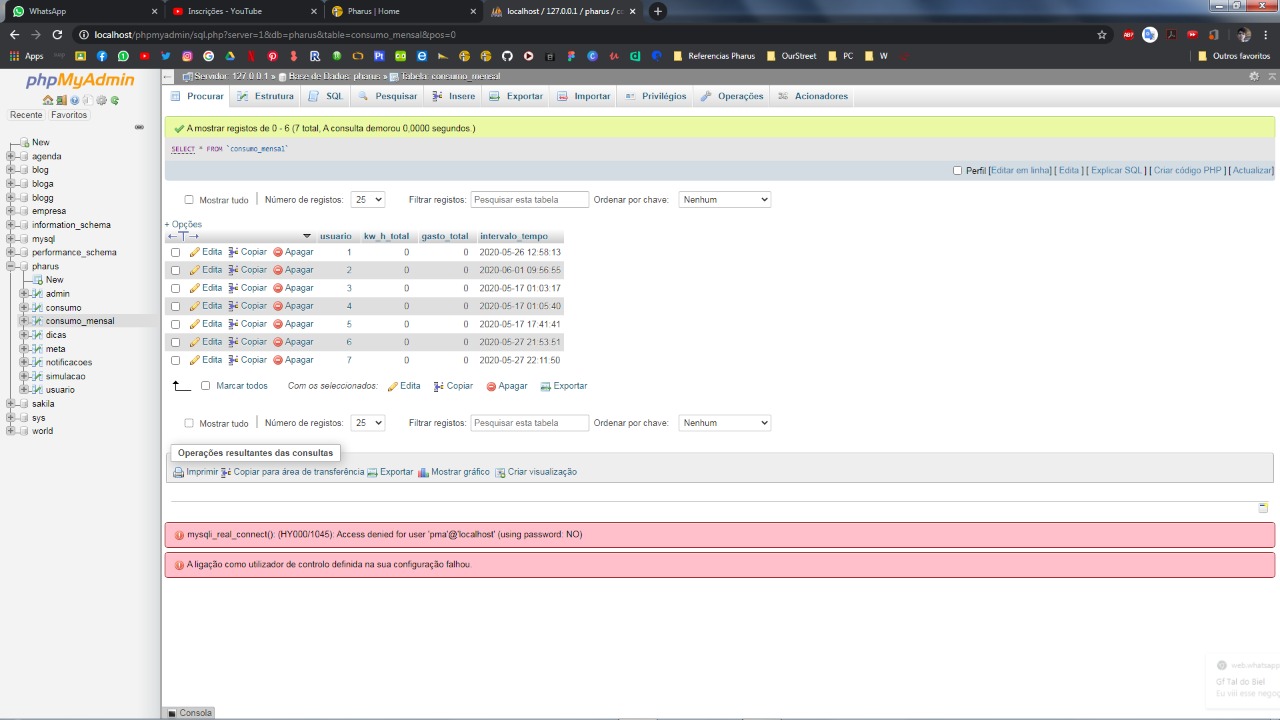 WhatsApp
Inscrições - YouTube
Pharus | Home
localhost / 127.0.0.1 / pharus / c
localhost/phpmyadmin/sql.php?server=1&db=pharus&table=consumo_mensal&pos=0
Apps
Referencias Pharus
OurStreet
PC
W
Outros favoritos
phpMyAdmin
Recente Favoritos
New
agenda
blog
bloga
blogg
empresa
information_schema
mysql
performance_schema
pharus
New
admin
consumo
consumo_mensal
dicas
meta
notificacoes
simulacao
usuario
sakila
sys
world
Servidor: 127.0.0.1 » Base de Dados: pharus » Tabela: consumo_mensal
Procurar Estrutura SQL Pesquisar Insere Exportar Importar Privilégios Operações Acionadores
A mostrar registos de 0 - 6 (7 total, A consulta demorou 0,0000 segundos.)
SELECT * FROM `consumo_mensal`
Perfil [Editar em linha] [ Edita ] [ Explicar SQL ] [ Criar código PHP ] [ Actualizar]
Mostrar tudo Número de registos: 25 Filtrar registos: Pesquisar esta tabela Ordenar por chave: Nenhum
+ Opções
usuario kw_h_total gasto_total intervalo_tempo
Edita Copiar Apagar 1 0 0 2020-05-26 12:58:13
Edita Copiar Apagar 2 0 0 2020-06-01 09:56:55
Edita Copiar Apagar 3 0 0 2020-05-17 01:03:17
Edita Copiar Apagar 4 0 0 2020-05-17 01:05:40
Edita Copiar Apagar 5 0 0 2020-05-17 17:41:41
Edita Copiar Apagar 6 0 0 2020-05-27 21:53:51
Edita Copiar Apagar 7 0 0 2020-05-27 22:11:50
Marcar todos Com os seleccionados: Edita Copiar Apagar Exportar
Mostrar tudo Número de registos: 25 Filtrar registos: Pesquisar esta tabela Ordenar por chave: Nenhum
Operações resultantes das consultas
Imprimir Copiar para área de transferência Exportar Mostrar gráfico Criar visualização
mysqli_real_connect(): (HY000/1045): Access denied for user 'pma'@'localhost' (using password: NO)
A ligação como utilizador de controlo definida na sua configuração falhou.
web.whatsapp
Gf Tal do Biel
Eu viii esse negoç
Consola